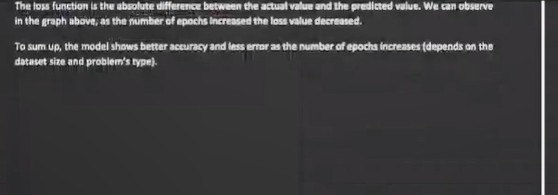 The loss function is the absolute difference between the actual value and the predicted value. We can observe
in the graph above, as the number of epochs increased the loss value decreased.
To sum up, the model shows better accuracy and less error as the number of epochs increases (depends on the
dataset size and problem's type).